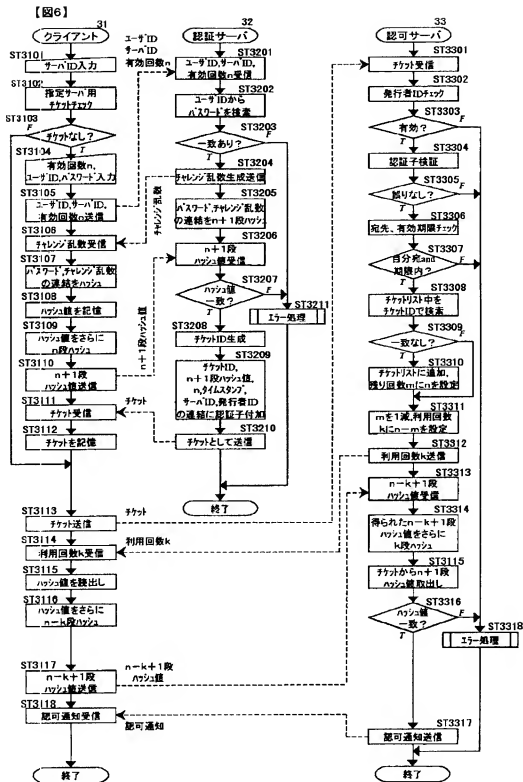 【図6】
31
クライアント
ST3101
サーバID入力
ST3102
指定サーバ用
チケットチェック
ST3103
チケットなし?
F
T
ST3104
有効回数n,
ユーザID,パスワード入力
ST3105
ユーザID,サーバID,
有効回数n送信
ST3106
チャレンジ乱数受信
ST3107
パスワード,チャレンジ乱数
の連結をハッシュ
ST3108
ハッシュ値を記憶
ST3109
ハッシュ値をさらに
n段ハッシュ
ST3110
n+1段
ハッシュ値送信
ST3111
チケット受信
ST3112
チケットを記憶
ST3113
チケット送信
ST3114
利用回数k受信
ST3115
ハッシュ値を読出し
ST3116
ハッシュ値をさらに
n-k段ハッシュ
ST3117
n-k+1段
ハッシュ値送信
ST3118
認可通知受信
終了
ユーザID
サーバID
有効回数n
チャレンジ乱数
n+1段ハッシュ値
チケット
チケット
利用回数k
n-k+1段
ハッシュ値
認可通知
32
認証サーバ
ST3201
ユーザID,サーバID,
有効回数n受信
ST3202
ユーザIDから
パスワードを検索
ST3203
一致あり?
F
T
ST3204
チャレンジ乱数生成送信
ST3205
パスワード,チャレンジ乱数
の連結をn+1段ハッシュ
ST3206
n+1段
ハッシュ値受信
ST3207
ハッシュ値
一致?
F
T
ST3211
エラー処理
ST3208
チケットID生成
ST3209
チケットID,
n+1段ハッシュ値,
n,タイムスタンプ,
サーバID,発行者ID
の連結に認証子付加
ST3210
チケットとして送信
終了
33
認可サーバ
ST3301
チケット受信
ST3302
発行者IDチェック
ST3303
有効?
F
T
ST3304
認証子検証
ST3305
誤りなし?
F
T
ST3306
宛先、有効期限チェック
ST3307
自分宛and
期限内?
F
T
ST3308
チケットリスト中を
チケットIDで検索
ST3309
一致なし?
F
T
ST3310
チケットリストに追加,
残り回数mにnを設定
ST3311
mを1減,利用回数
kにn-mを設定
ST3312
利用回数k送信
ST3313
n-k+1段
ハッシュ値受信
ST3314
得られたn-k+1段
ハッシュ値をさらに
k段ハッシュ
ST3115
チケットからn+1段
ハッシュ値取出し
ST3316
ハッシュ値
一致?
F
T
ST3318
エラー処理
ST3317
認可通知送信
終了